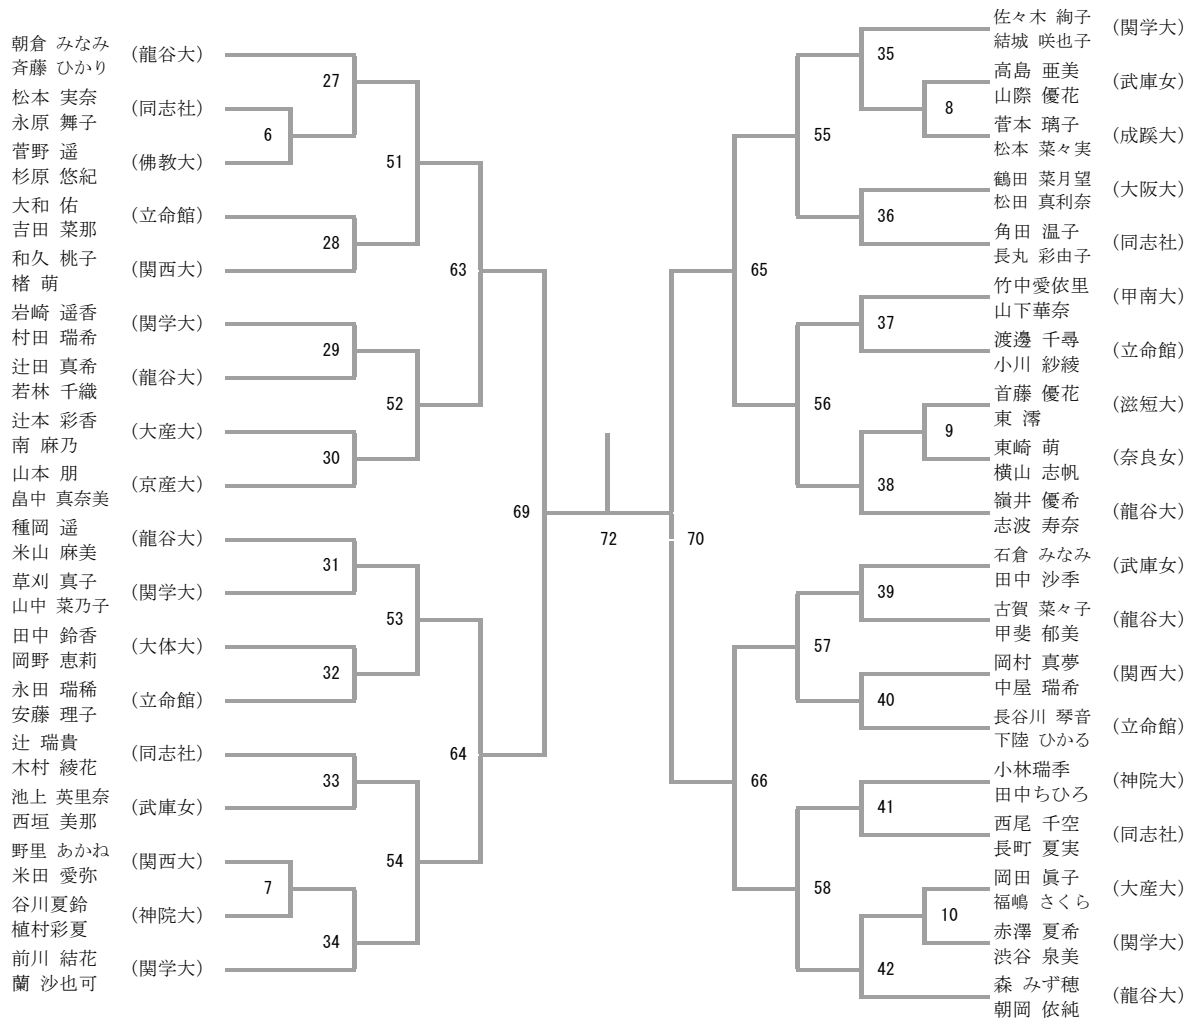 朝倉 みなみ
斉藤 ひかり
(龍谷大)
松本 実奈
永原 舞子
(同志社)
菅野 遥
杉原 悠紀
(佛教大)
大和 佑
吉田 菜那
(立命館)
和久 桃子
楮 萌
(関西大)
岩崎 遥香
村田 瑞希
(関学大)
辻田 真希
若林 千織
(龍谷大)
辻本 彩香
南 麻乃
(大産大)
山本 朋
畠中 真奈美
(京産大)
種岡 遥
米山 麻美
(龍谷大)
草刈 真子
山中 菜乃子
(関学大)
田中 鈴香
岡野 恵莉
(大体大)
永田 瑞稀
安藤 理子
(立命館)
辻 瑞貴
木村 綾花
(同志社)
池上 英里奈
西垣 美那
(武庫女)
野里 あかね
米田 愛弥
(関西大)
谷川夏鈴
植村彩夏
(神院大)
前川 結花
蘭 沙也可
(関学大)
27
6
51
28
63
29
52
30
69
31
53
32
64
33
54
7
34
72
70
35
8
55
36
65
37
56
9
38
39
57
40
66
41
58
10
42
佐々木 絢子
結城 咲也子
(関学大)
高島 亜美
山際 優花
(武庫女)
菅本 璃子
松本 菜々実
(成蹊大)
鶴田 菜月望
松田 真利奈
(大阪大)
角田 温子
長丸 彩由子
(同志社)
竹中愛依里
山下華奈
(甲南大)
渡邊 千尋
小川 紗綾
(立命館)
首藤 優花
東 澪
(滋短大)
東崎 萌
横山 志帆
(奈良女)
嶺井 優希
志波 寿奈
(龍谷大)
石倉 みなみ
田中 沙季
(武庫女)
古賀 菜々子
甲斐 郁美
(龍谷大)
岡村 真夢
中屋 瑞希
(関西大)
長谷川 琴音
下陸 ひかる
(立命館)
小林瑞季
田中ちひろ
(神院大)
西尾 千空
長町 夏実
(同志社)
岡田 眞子
福嶋 さくら
(大産大)
赤澤 夏希
渋谷 泉美
(関学大)
森 みず穂
朝岡 依純
(龍谷大)